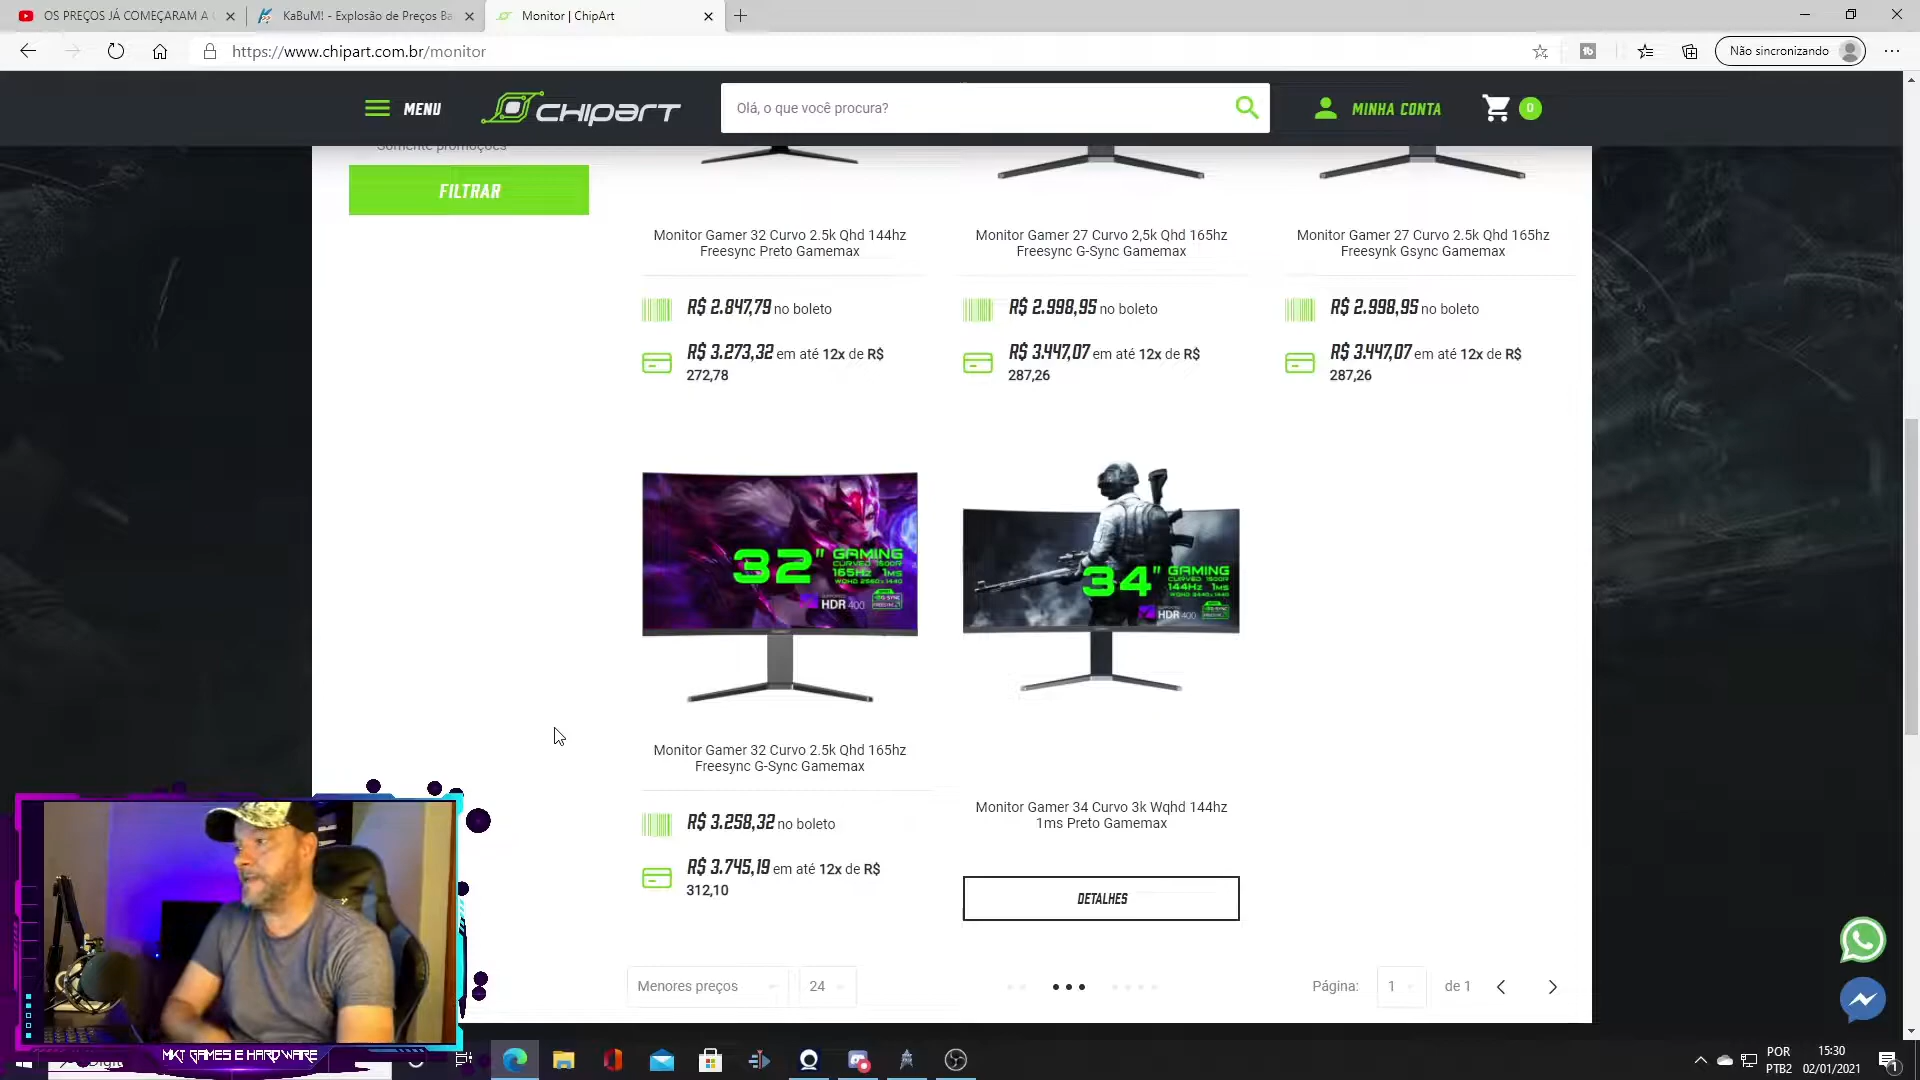 OS PREÇOS JÁ COMEÇARAM A
KaBuM! - Explosão de Preços Ba
Monitor | ChipArt
https://www.chipart.com.br/monitor
Não sincronizando
MENU
CHIPART
Olá, o que você procura?
MINHA CONTA
0
Somente promoções
FILTRAR
Monitor Gamer 32 Curvo 2.5k Qhd 144hz
Freesync Preto Gamemax
R$ 2.847,79 no boleto
R$ 3.273,32 em até 12x de R$
272,78
Monitor Gamer 27 Curvo 2,5k Qhd 165hz
Freesync G-Sync Gamemax
R$ 2.998,95 no boleto
R$ 3.447,07 em até 12x de R$
287,26
Monitor Gamer 27 Curvo 2.5k Qhd 165hz
Freesynk Gsync Gamemax
R$ 2.998,95 no boleto
R$ 3.447,07 em até 12x de R$
287,26
32" GAMING
CURVED 1500R
165HZ 1MS
WQHD 2560x1440
HDR 400
34" GAMING
CURVED 1500R
144HZ 1MS
WQHD 3440x1440
HDR 400
Monitor Gamer 32 Curvo 2.5k Qhd 165hz
Freesync G-Sync Gamemax
R$ 3.258,32 no boleto
R$ 3.745,19 em até 12x de R$
312,10
Monitor Gamer 34 Curvo 3k Wqhd 144hz
1ms Preto Gamemax
DETALHES
Menores preços
24
Página:
1
de 1
MKT GAMES E HARDWARE
POR
PTB2
15:30
02/01/2021
1